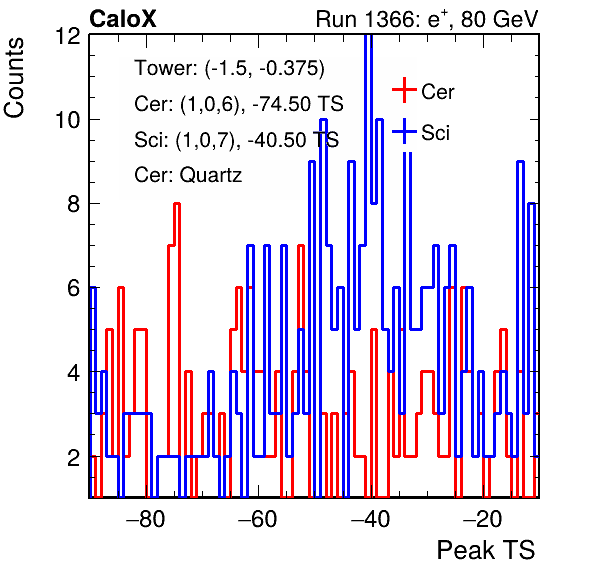 CaloX Run 1366: e⁺, 80 GeV
Counts
12
10
8
6
4
2
Tower: (-1.5, -0.375)
Cer: (1,0,6), -74.50 TS
Sci: (1,0,7), -40.50 TS
Cer: Quartz
Cer
Sci
−80 −60 −40 −20
Peak TS